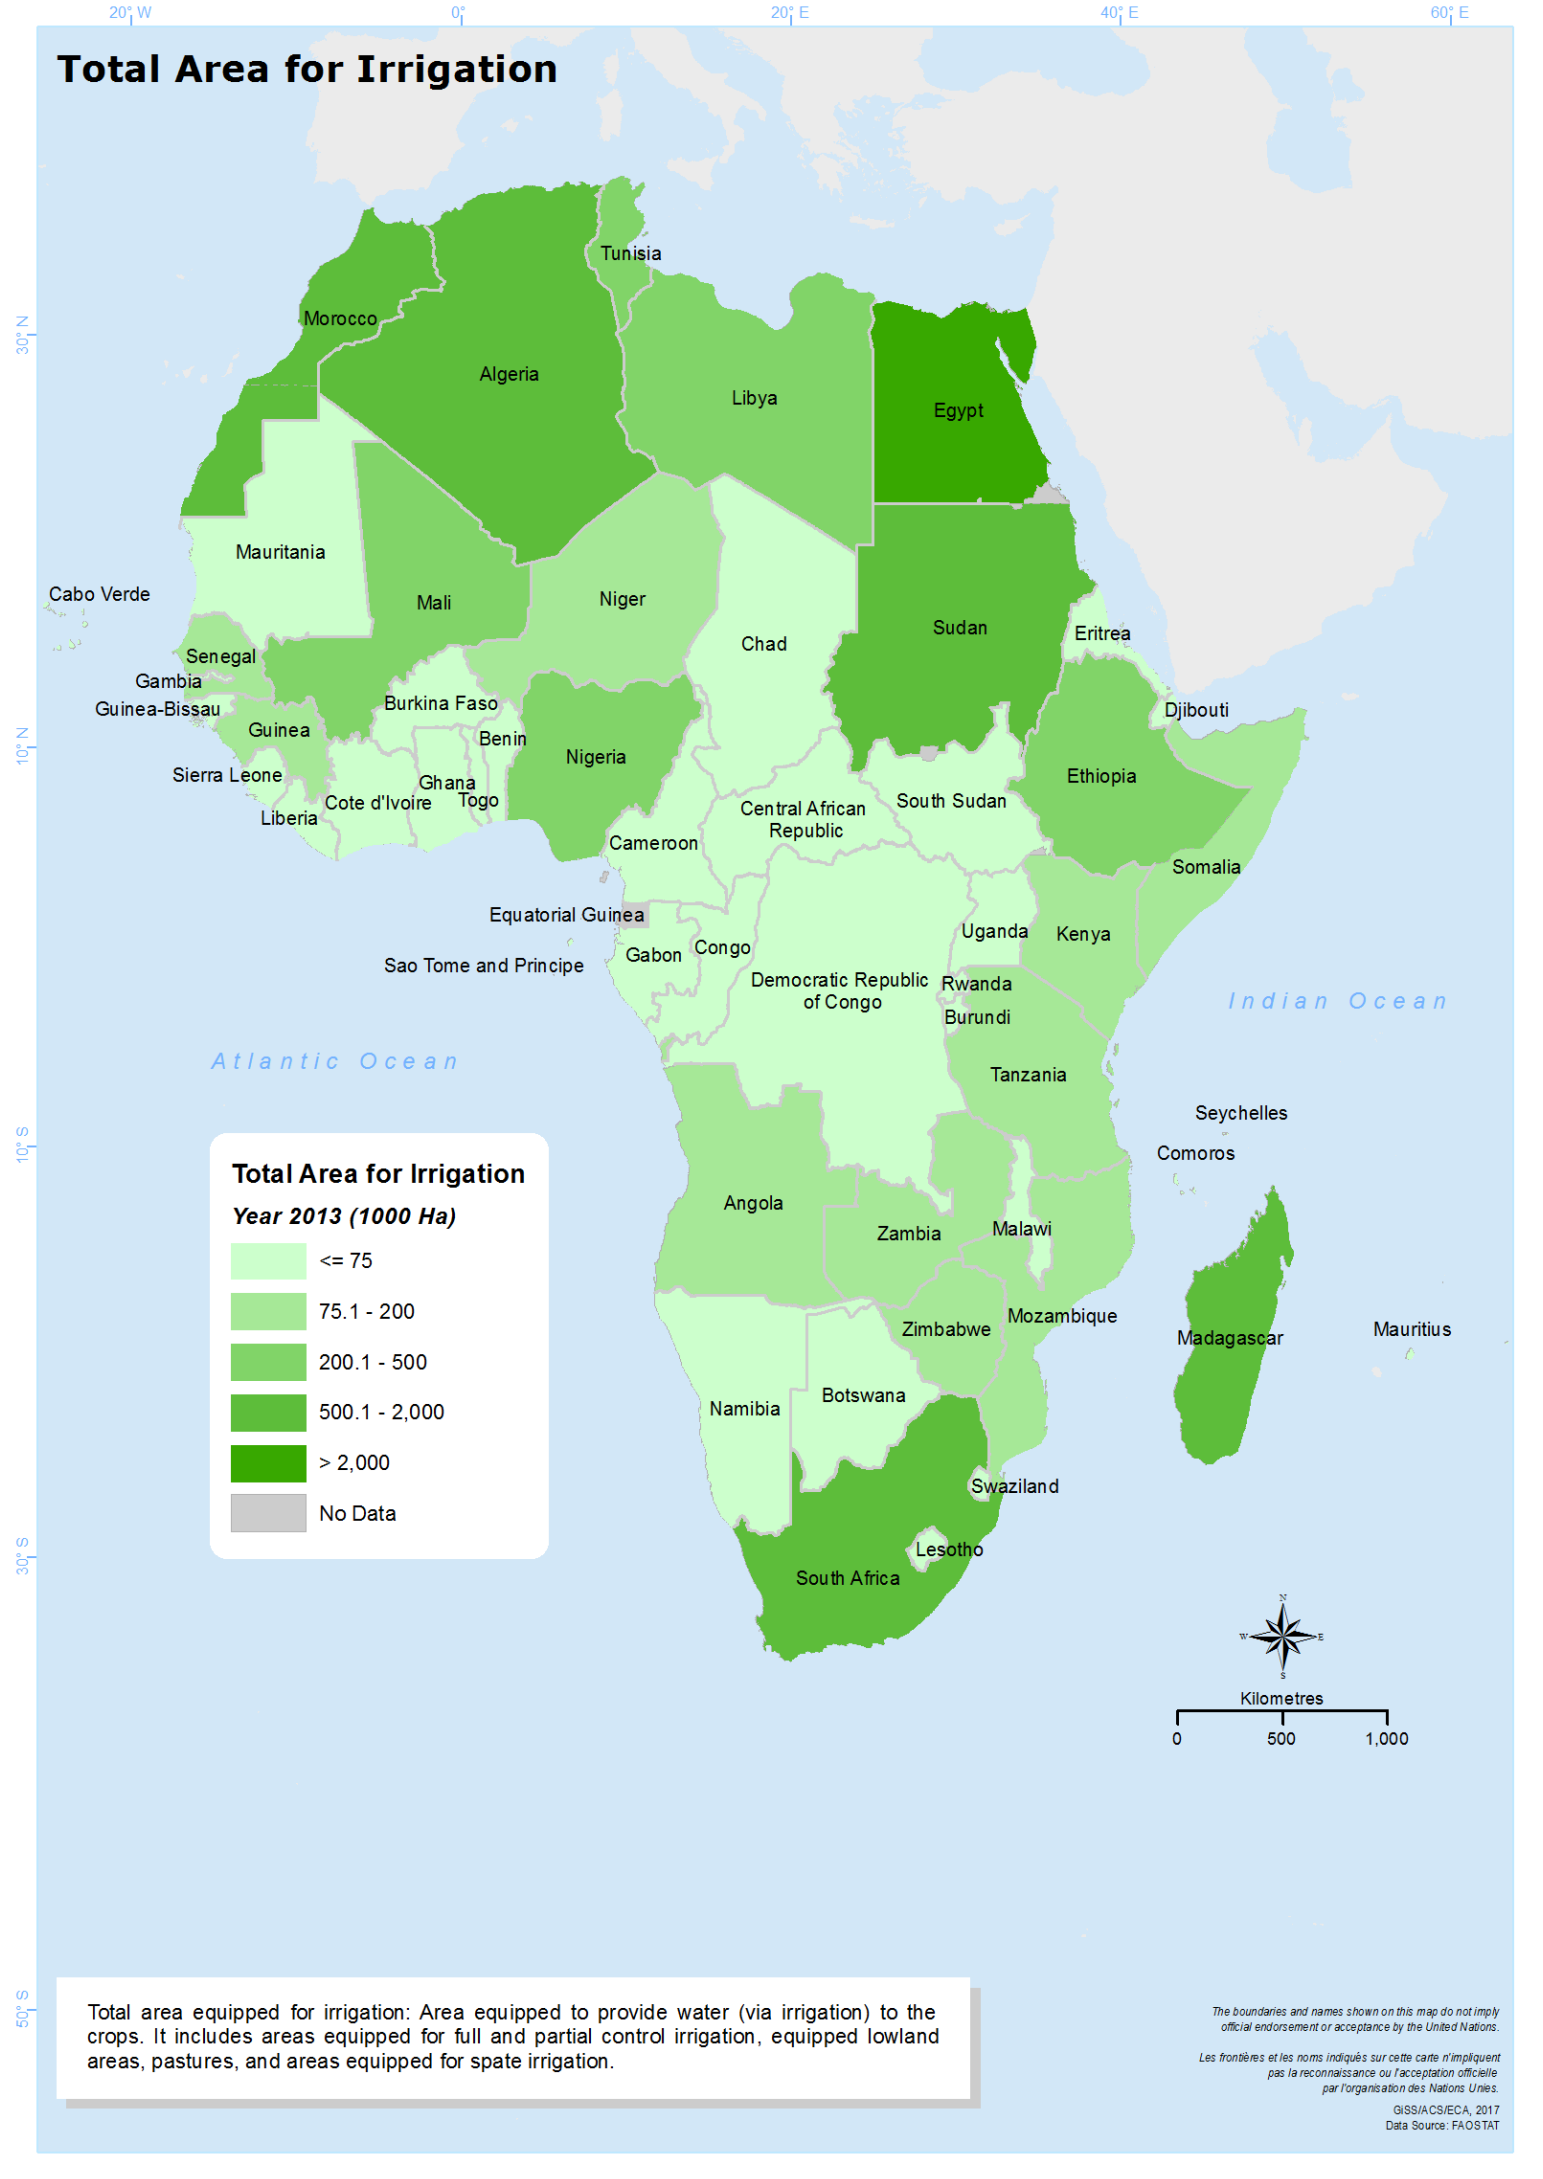 20° W
0°
20° E
40° E
60° E
Total Area for Irrigation
30° N
10° N
10° S
30° S
50° S
Tunisia
Morocco
Algeria
Libya
Egypt
Mauritania
Cabo Verde
Mali
Niger
Chad
Sudan
Eritrea
Senegal
Gambia
Guinea-Bissau
Burkina Faso
Djibouti
Guinea
Benin
Nigeria
Sierra Leone
Ghana
Ethiopia
Cote d'Ivoire
Togo
Liberia
Central African
Republic
South Sudan
Cameroon
Somalia
Equatorial Guinea
Uganda
Kenya
Gabon
Congo
Sao Tome and Principe
Democratic Republic
of Congo
Rwanda
Burundi
Indian Ocean
Atlantic Ocean
Tanzania
Seychelles
Comoros
Angola
Zambia
Malawi
Mozambique
Zimbabwe
Madagascar
Mauritius
Namibia
Botswana
Swaziland
Lesotho
South Africa
Total Area for Irrigation
Year 2013 (1000 Ha)
<= 75
75.1 - 200
200.1 - 500
500.1 - 2,000
> 2,000
No Data
N
W
E
S
Kilometres
0
500
1,000
Total area equipped for irrigation: Area equipped to provide water (via irrigation) to the
crops. It includes areas equipped for full and partial control irrigation, equipped lowland
areas, pastures, and areas equipped for spate irrigation.
The boundaries and names shown on this map do not imply
official endorsement or acceptance by the United Nations.
Les frontières et les noms indiqués sur cette carte n'impliquent
pas la reconnaissance ou l'acceptation officielle
par l'organisation des Nations Unies.
GiSS/ACS/ECA, 2017
Data Source: FAOSTAT